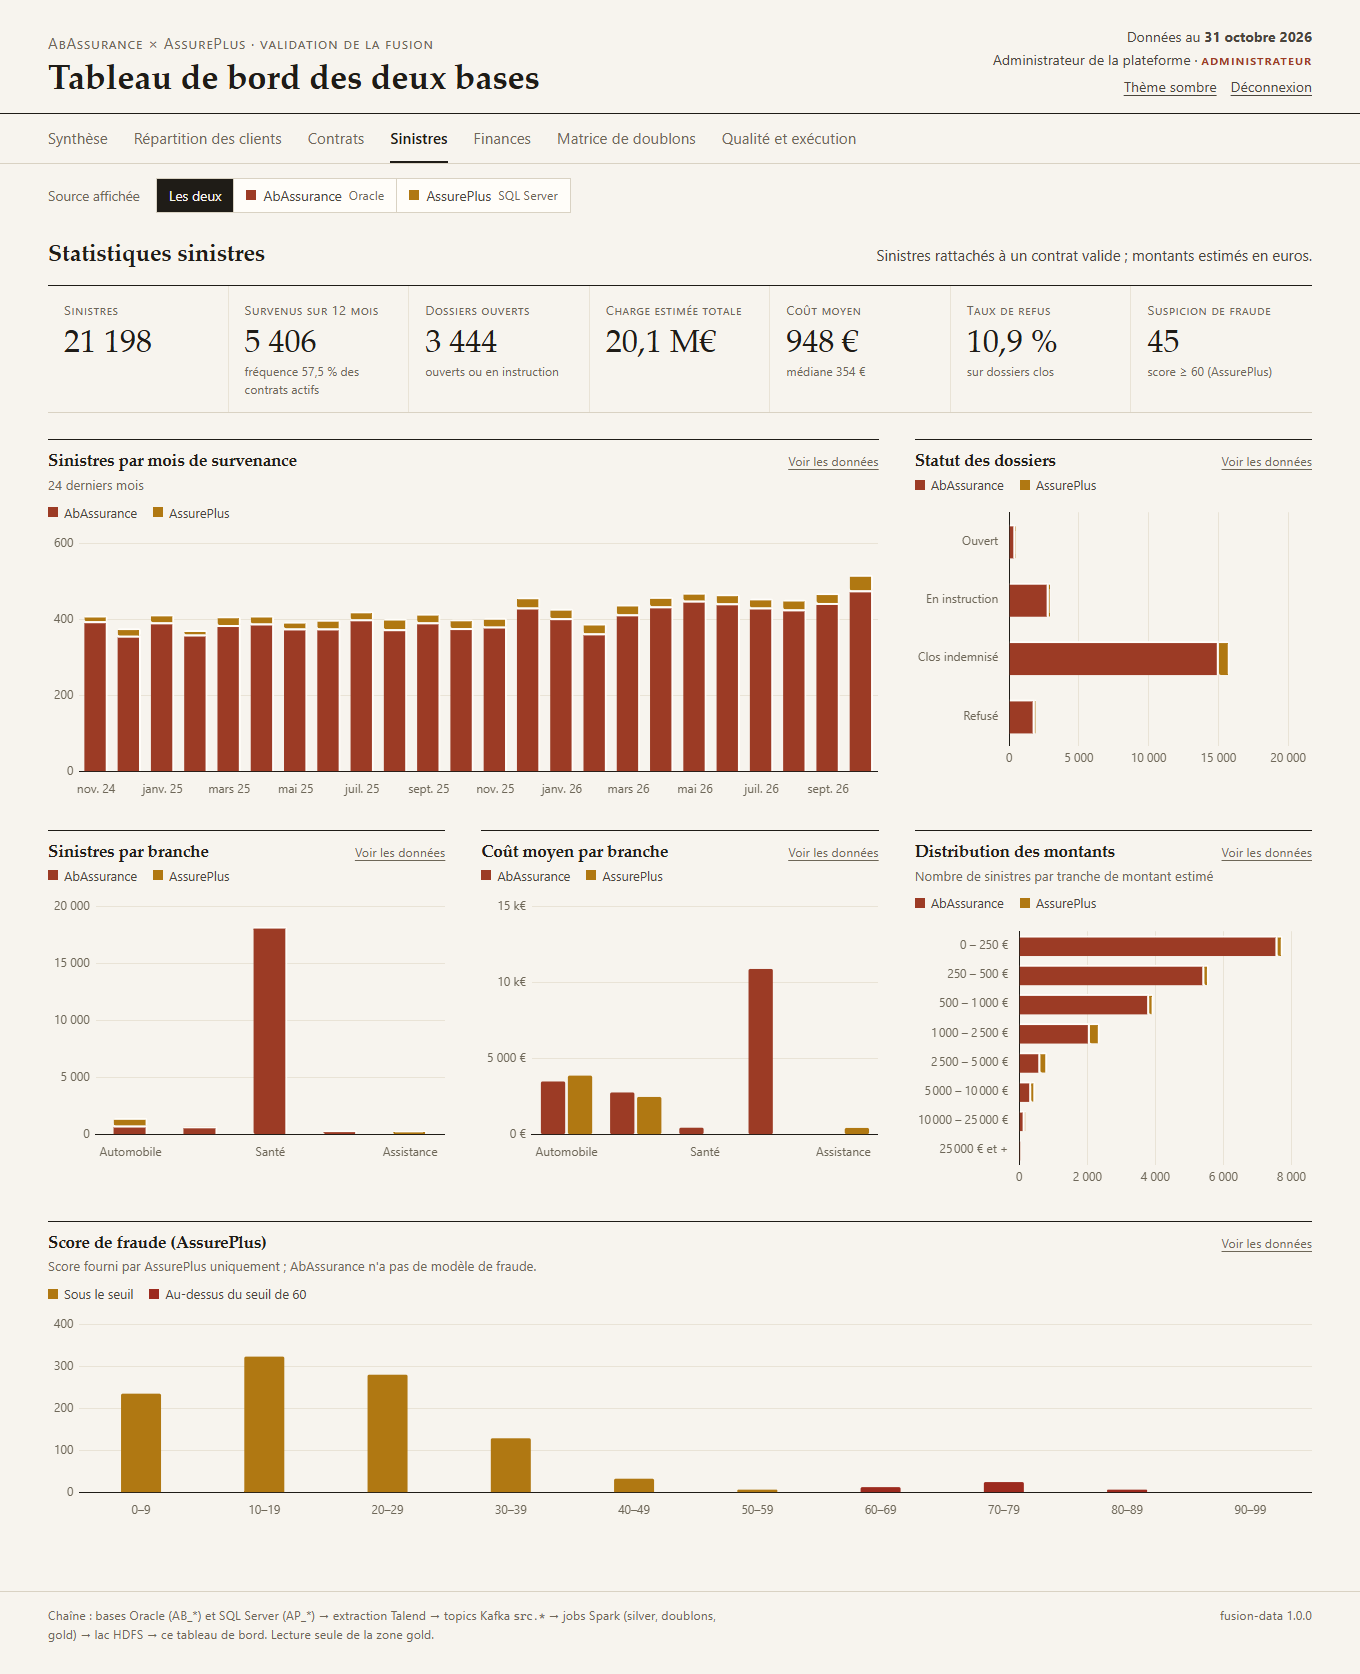 AbAssurance × AssurePlus · validation de la fusion
Tableau de bord des deux bases
Données au 31 octobre 2026
Administrateur de la plateforme · administrateur
Thème sombre Déconnexion
Synthèse Répartition des clients Contrats Sinistres Finances Matrice de doublons Qualité et exécution
Source affichée Les deux AbAssurance Oracle AssurePlus SQL Server
Statistiques sinistres
Sinistres rattachés à un contrat valide ; montants estimés en euros.
Sinistres
21 198
Survenus sur 12 mois
5 406
fréquence 57,5 % des
contrats actifs
Dossiers ouverts
3 444
ouverts ou en instruction
Charge estimée totale
20,1 M€
Coût moyen
948 €
médiane 354 €
Taux de refus
10,9 %
sur dossiers clos
Suspicion de fraude
45
score ≥ 60 (AssurePlus)
Sinistres par mois de survenance
Voir les données
24 derniers mois
AbAssurance AssurePlus
600
400
200
0
nov. 24 janv. 25 mars 25 mai 25 juil. 25 sept. 25 nov. 25 janv. 26 mars 26 mai 26 juil. 26 sept. 26
Statut des dossiers
Voir les données
AbAssurance AssurePlus
Ouvert
En instruction
Clos indemnisé
Refusé
0 5 000 10 000 15 000 20 000
Sinistres par branche
Voir les données
AbAssurance AssurePlus
20 000
15 000
10 000
5 000
0
Automobile Santé Assistance
Coût moyen par branche
Voir les données
AbAssurance AssurePlus
15 k€
10 k€
5 000 €
0 €
Automobile Santé Assistance
Distribution des montants
Voir les données
Nombre de sinistres par tranche de montant estimé
AbAssurance AssurePlus
0 – 250 €
250 – 500 €
500 – 1 000 €
1 000 – 2 500 €
2 500 – 5 000 €
5 000 – 10 000 €
10 000 – 25 000 €
25 000 € et +
0 2 000 4 000 6 000 8 000
Score de fraude (AssurePlus)
Voir les données
Score fourni par AssurePlus uniquement ; AbAssurance n'a pas de modèle de fraude.
Sous le seuil Au-dessus du seuil de 60
400
300
200
100
0
0–9 10–19 20–29 30–39 40–49 50–59 60–69 70–79 80–89 90–99
Chaîne : bases Oracle (AB_*) et SQL Server (AP_*) → extraction Talend → topics Kafka src.* → jobs Spark (silver, doublons,
gold) → lac HDFS → ce tableau de bord. Lecture seule de la zone gold.
fusion-data 1.0.0